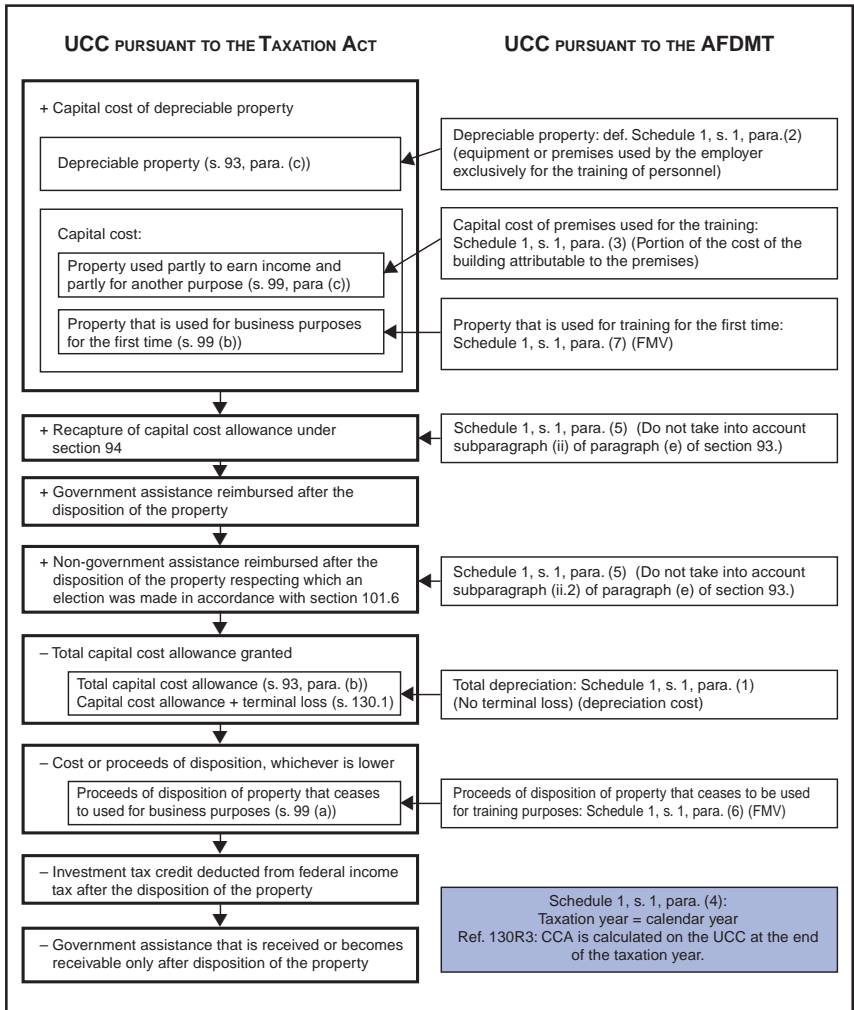 UCC PURSUANT TO THE TAXATION ACT
+ Capital cost of depreciable property
Depreciable property (s. 93, para. (c))
Capital cost:
Property used partly to earn income and
partly for another purpose (s. 99, para (c))
Property that is used for business purposes
for the first time (s. 99 (b))
+ Recapture of capital cost allowance under
section 94
+ Government assistance reimbursed after the
disposition of the property
+ Non-government assistance reimbursed after the
disposition of the property respecting which an
election was made in accordance with section 101.6
– Total capital cost allowance granted
Total capital cost allowance (s. 93, para. (b))
Capital cost allowance + terminal loss (s. 130.1)
– Cost or proceeds of disposition, whichever is lower
Proceeds of disposition of property that ceases
to used for business purposes (s. 99 (a))
– Investment tax credit deducted from federal income
tax after the disposition of the property
– Government assistance that is received or becomes
receivable only after disposition of the property
UCC PURSUANT TO THE AFDMT
Depreciable property: def. Schedule 1, s. 1, para.(2)
(equipment or premises used by the employer
exclusively for the training of personnel)
Capital cost of premises used for the training:
Schedule 1, s. 1, para. (3) (Portion of the cost of the
building attributable to the premises)
Property that is used for training for the first time:
Schedule 1, s. 1, para. (7) (FMV)
Schedule 1, s. 1, para. (5) (Do not take into account
subparagraph (ii) of paragraph (e) of section 93.)
Schedule 1, s. 1, para. (5) (Do not take into account
subparagraph (ii.2) of paragraph (e) of section 93.)
Total depreciation: Schedule 1, s. 1, para. (1)
(No terminal loss) (depreciation cost)
Proceeds of disposition of property that ceases to be used
for training purposes: Schedule 1, s. 1, para. (6) (FMV)
Schedule 1, s. 1, para. (4):
Taxation year = calendar year
Ref. 130R3: CCA is calculated on the UCC at the end
of the taxation year.